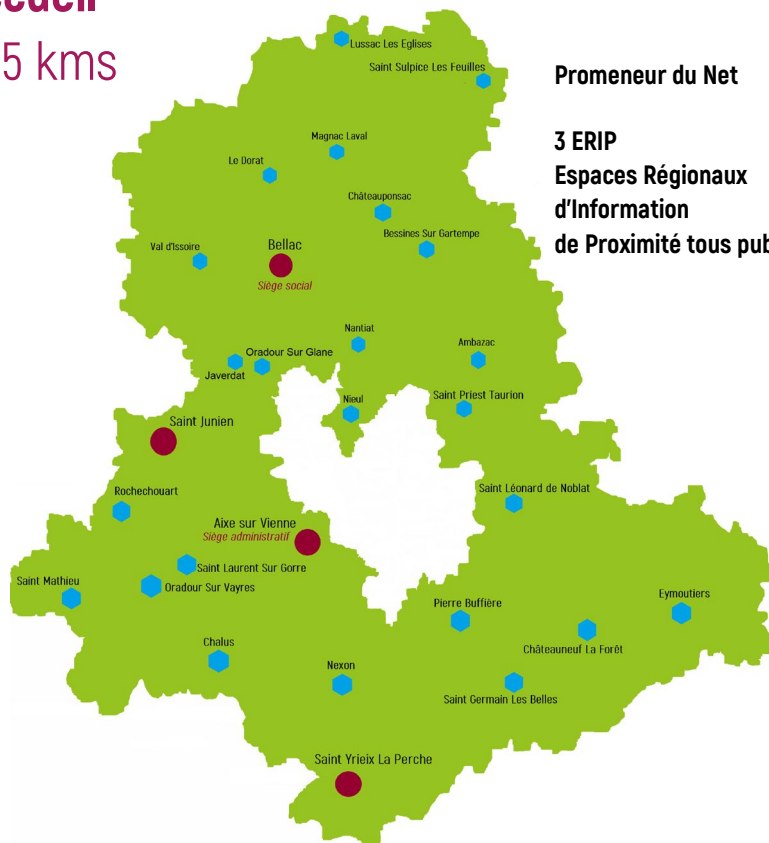 5 kms
Promeneur du Net
3 ERIP
Espaces Régionaux
d'Information
de Proximité tous
Lussac Les Eglises
Saint Sulpice Les Feuilles
Magnac Laval
Le Dorat
Châteauponsac
Bessines Sur Gartempe
Val d'Issoire
Bellac
Siège social
Nantiat
Ambazac
Oradour Sur Glane
Javerdat
Nieul
Saint Priest Taurion
Saint Junien
Rochechouart
Saint Léonard de Noblat
Aixe sur Vienne
Siège administratif
Saint Laurent Sur Gorre
Saint Mathieu
Oradour Sur Vayres
Pierre Buffière
Eymoutiers
Chalus
Châteauneuf La Forêt
Nexon
Saint Germain Les Belles
Saint Yrieix La Perche